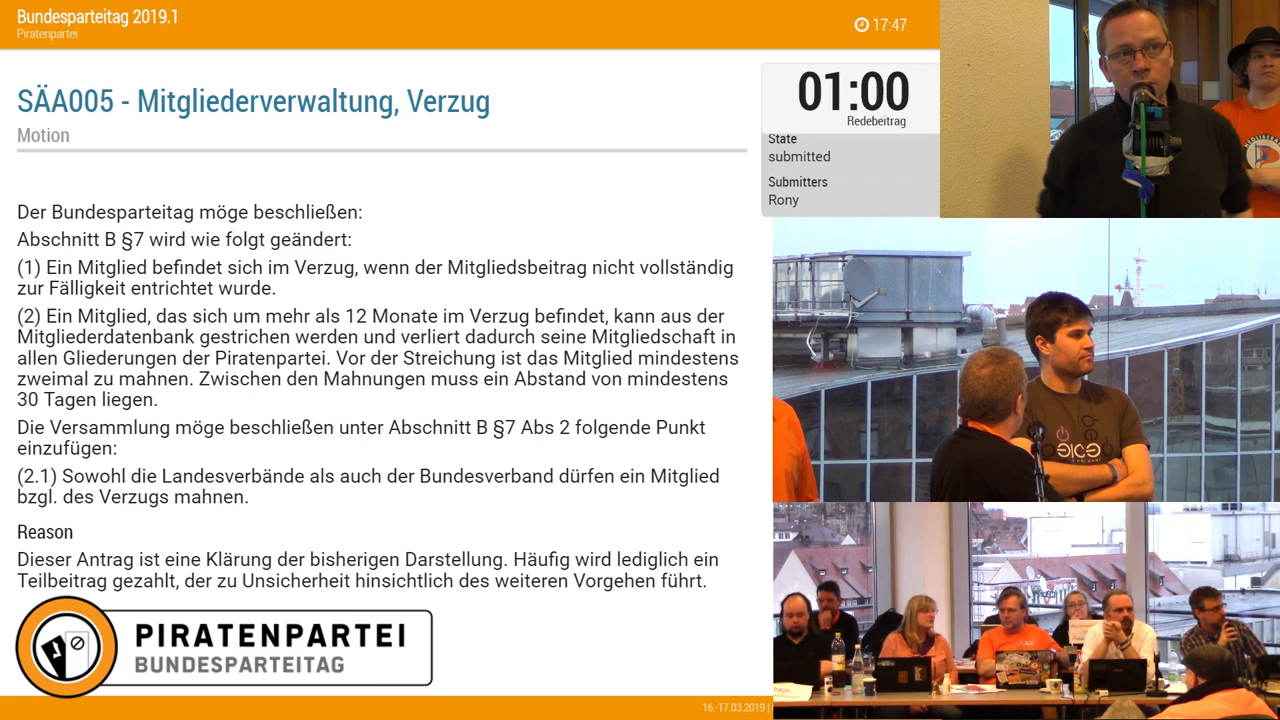 Bundesparteitag 2019.1
Piratenpartei
17:47
SÄA005 - Mitgliederverwaltung, Verzug
Motion
01:00
Redebeitrag
State
submitted
Submitters
Rony
Der Bundesparteitag möge beschließen:
Abschnitt B §7 wird wie folgt geändert:
(1) Ein Mitglied befindet sich im Verzug, wenn der Mitgliedsbeitrag nicht vollständig
zur Fälligkeit entrichtet wurde.
(2) Ein Mitglied, das sich um mehr als 12 Monate im Verzug befindet, kann aus der
Mitgliederdatenbank gestrichen werden und verliert dadurch seine Mitgliedschaft in
allen Gliederungen der Piratenpartei. Vor der Streichung ist das Mitglied mindestens
zweimal zu mahnen. Zwischen den Mahnungen muss ein Abstand von mindestens
30 Tagen liegen.
Die Versammlung möge beschließen unter Abschnitt B §7 Abs 2 folgende Punkt
einzufügen:
(2.1) Sowohl die Landesverbände als auch der Bundesverband dürfen ein Mitglied
bzgl. des Verzugs mahnen.
Reason
Dieser Antrag ist eine Klärung der bisherigen Darstellung. Häufig wird lediglich ein
Teilbeitrag gezahlt, der zu Unsicherheit hinsichtlich des weiteren Vorgehen führt.
PIRATENPARTEI
BUNDESPARTEITAG
16.-17.03.2019 |